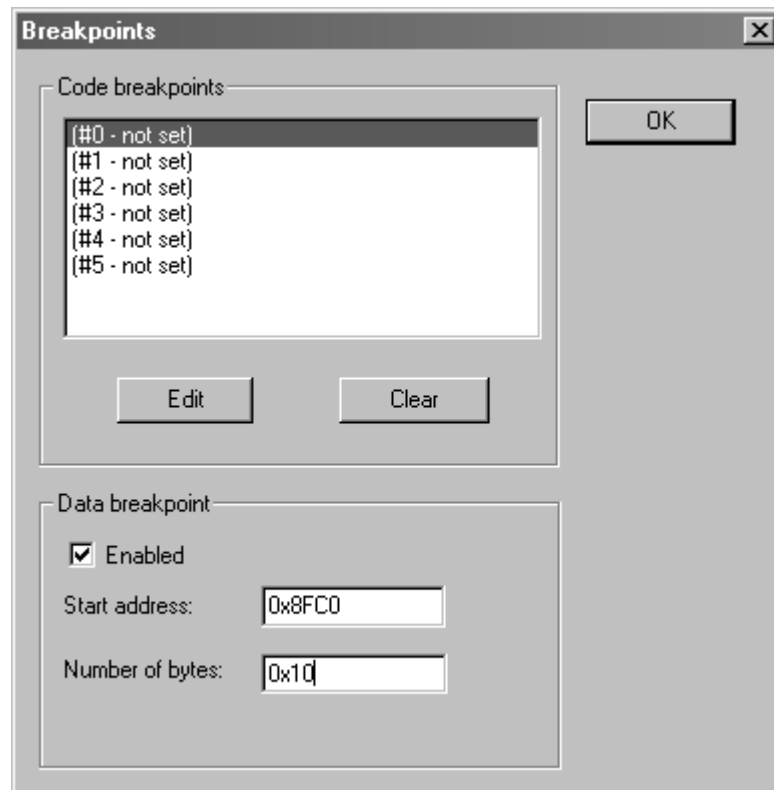 Breakpoints
Code breakpoints
(#0 - not set)
(#1 - not set)
(#2 - not set)
(#3 - not set)
(#4 - not set)
(#5 - not set)
OK
Edit
Clear
Data breakpoint
Enabled
Start address: 0x8FC0
Number of bytes: 0x10